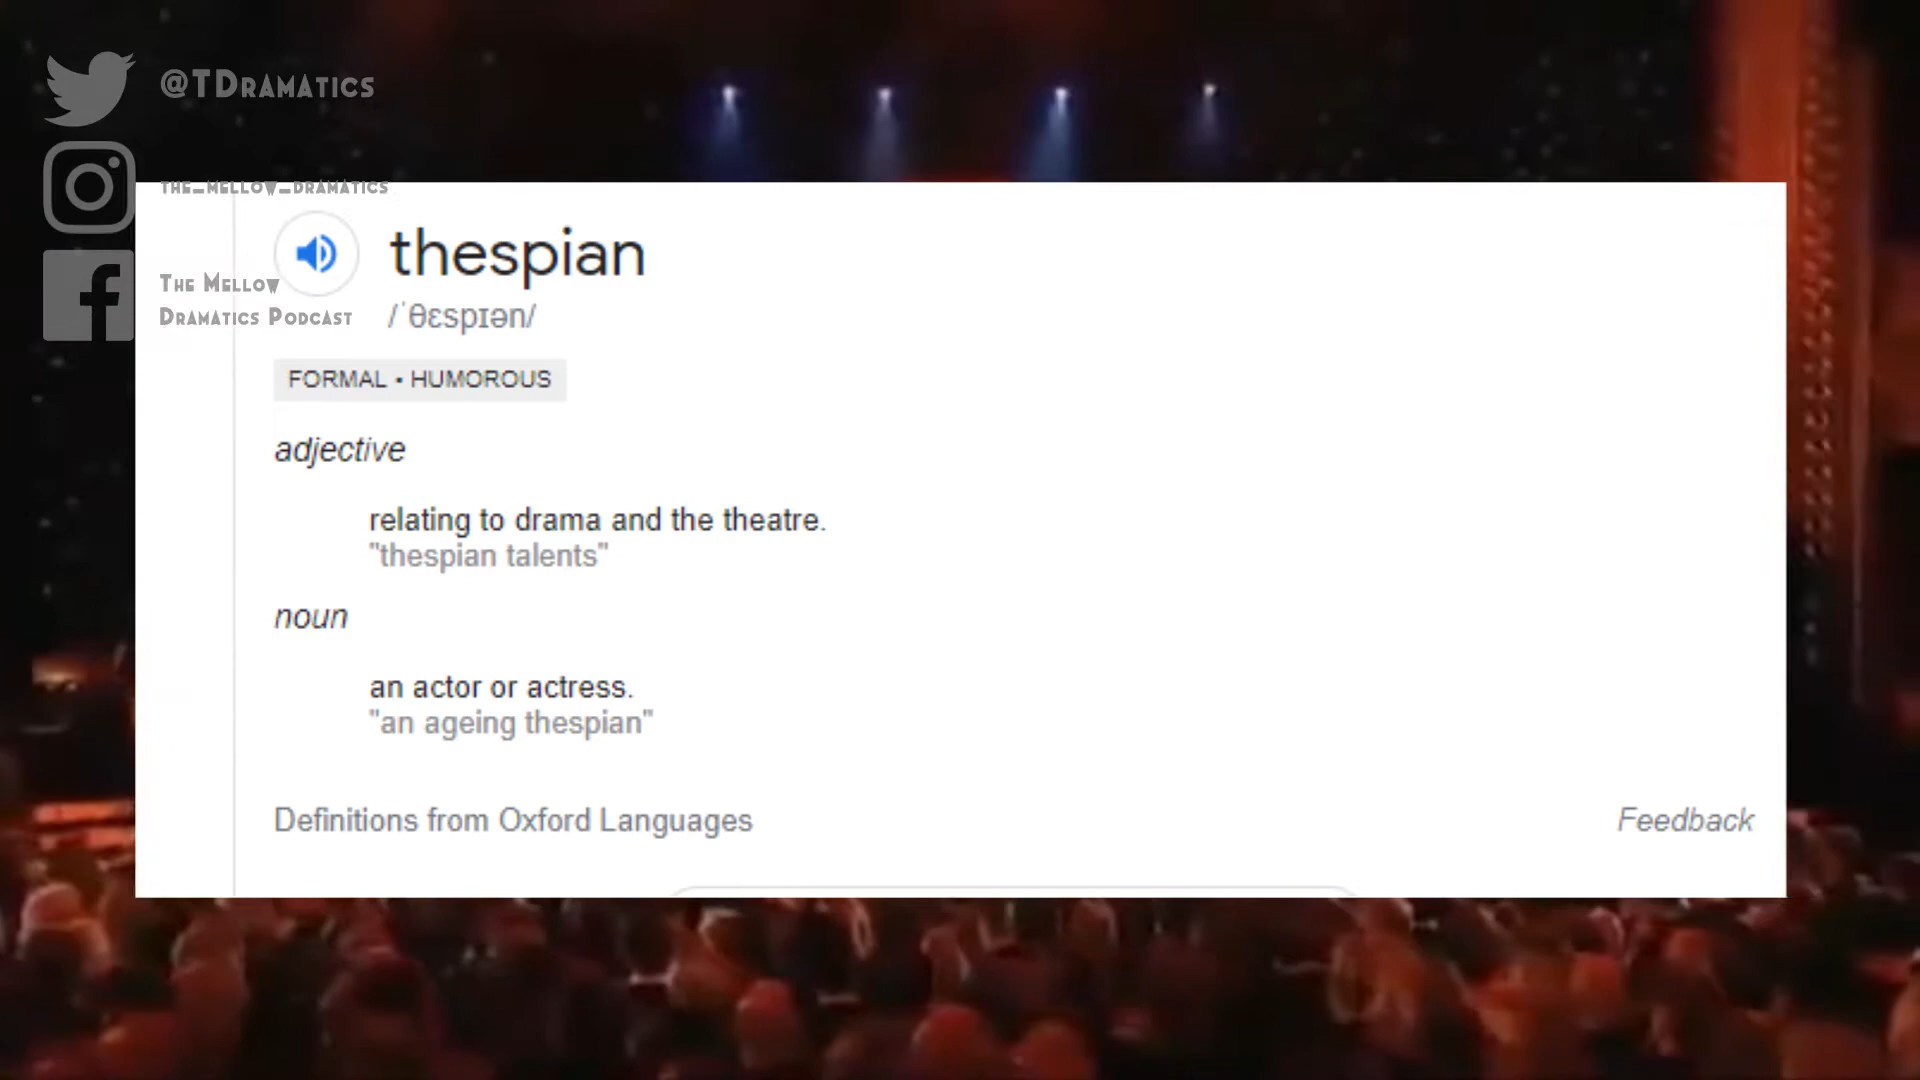 @TDramatics
the_mellow_dramatics
The Mellow
Dramatics Podcast
thespian
/ˈθɛspɪən/
FORMAL • HUMOROUS
adjective
relating to drama and the theatre.
"thespian talents"
noun
an actor or actress.
"an ageing thespian"
Definitions from Oxford Languages
Feedback